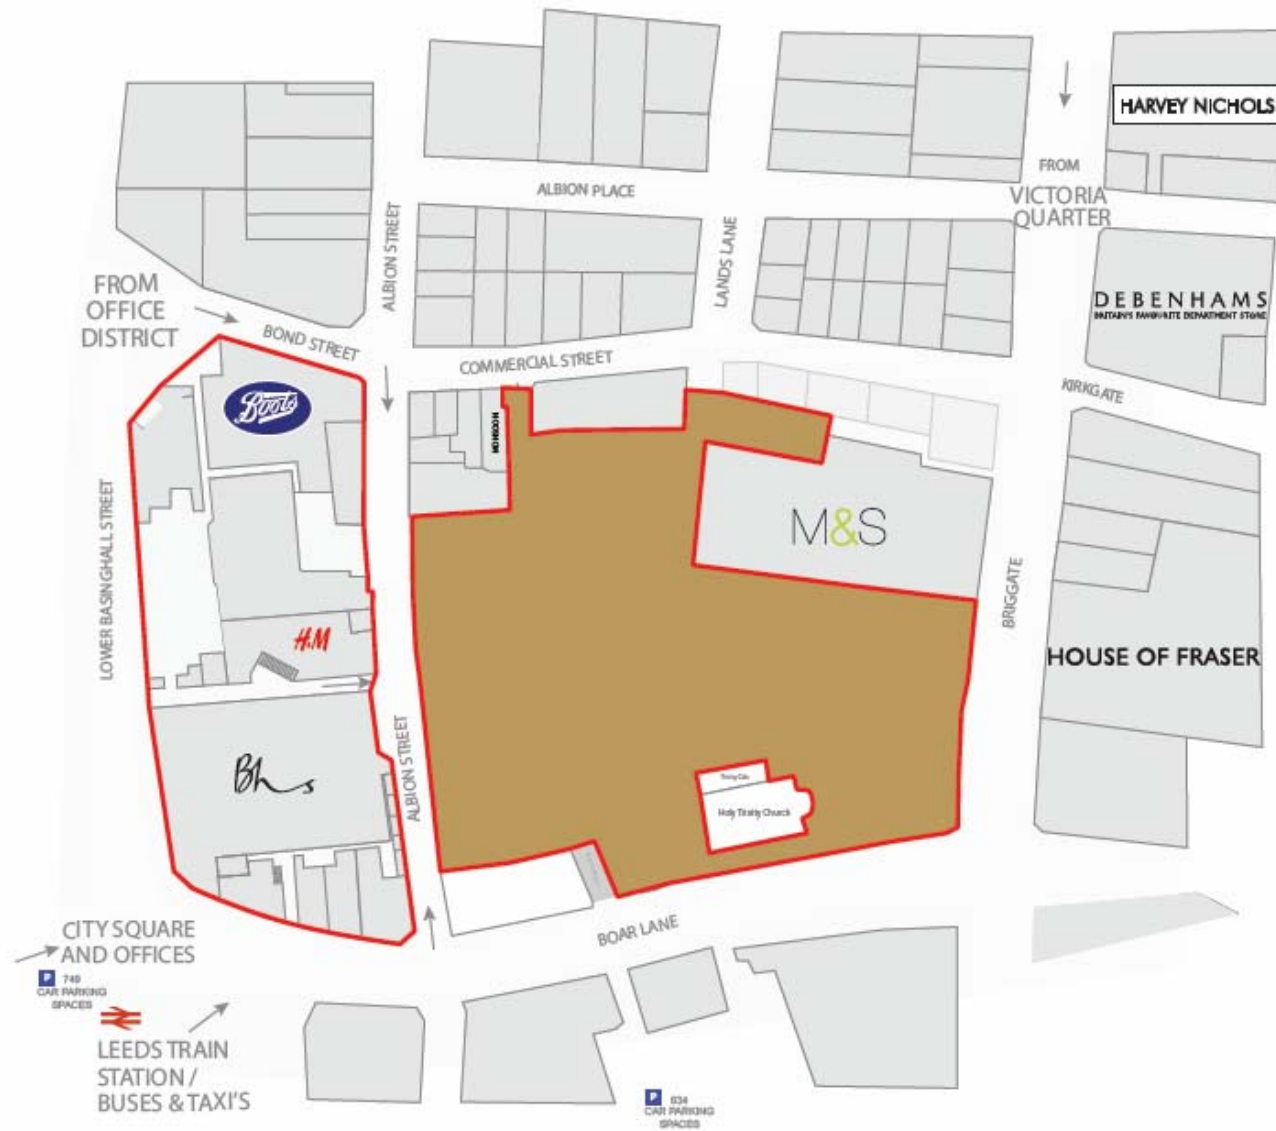 HARVEY NICHOLS
FROM
VICTORIA
QUARTER
ALBION PLACE
ALBION STREET
LANDS LANE
FROM
OFFICE
DISTRICT
BOND STREET
COMMERCIAL STREET
DEBENHAMS
BRITAIN'S FAVOURITE DEPARTMENT STORE
KIRKGATE
Boots
M&S
LOWER BASINGHALL STREET
BRIGGATE
H&M
HOUSE OF FRASER
Bhs
ALBION STREET
Holy Trinity Church
BOAR LANE
CITY SQUARE
AND OFFICES
P 749
CAR PARKING
SPACES
LEEDS TRAIN
STATION /
BUSES & TAXI'S
P 634
CAR PARKING
SPACES